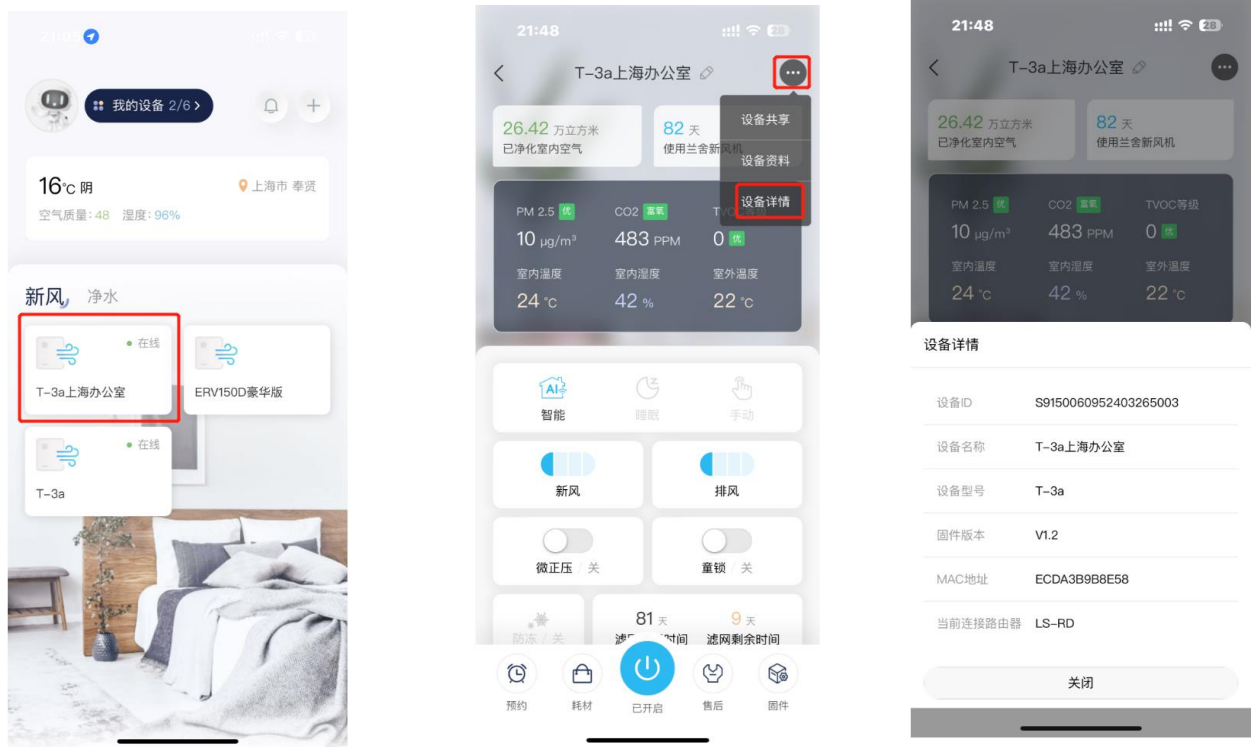 21:05
我的设备 2/6 >
16°C 阴
上海市 奉贤
空气质量: 48 湿度: 96%
新风 净水
在线
T-3a上海办公室
ERV150D豪华版
在线
T-3a
21:48
28
T-3a上海办公室
26.42 万立方米
已净化室内空气
82 天
使用兰舍新风机
设备共享
设备资料
设备详情
PM 2.5 优
CO2 富氧
10 µg/m³
483 PPM
0 优
室内温度
室内湿度
室外温度
24 °C
42 %
22 °C
AI
智能
睡眠
手动
新风
排风
微正压 / 关
童锁 / 关
防冻 / 关
81 天
9 天
滤网剩余时间
预约
耗材
已开启
售后
固件
21:48
28
T-3a上海办公室
26.42 万立方米
已净化室内空气
82 天
使用兰舍新风机
PM 2.5 优
CO2 富氧
TVOC等级
10 µg/m³
483 PPM
0 优
室内温度
室内湿度
室外温度
24 °C
42 %
22 °C
设备详情
设备ID S9150060952403265003
设备名称 T-3a上海办公室
设备型号 T-3a
固件版本 V1.2
MAC地址 ECDA3B9B8E58
当前连接路由器 LS-RD
关闭